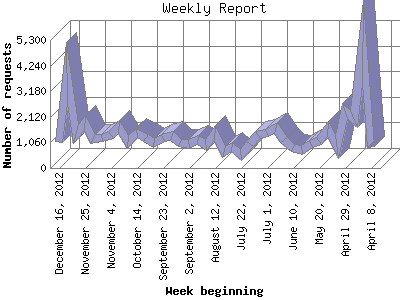 Weekly Report
Number of requests
5,300
4,240
3,180
2,120
1,060
0
December 16, 2012
November 25, 2012
November 4, 2012
October 14, 2012
September 23, 2012
September 2, 2012
August 12, 2012
July 22, 2012
July 1, 2012
June 10, 2012
May 20, 2012
April 29, 2012
April 8, 2012
Week beginning